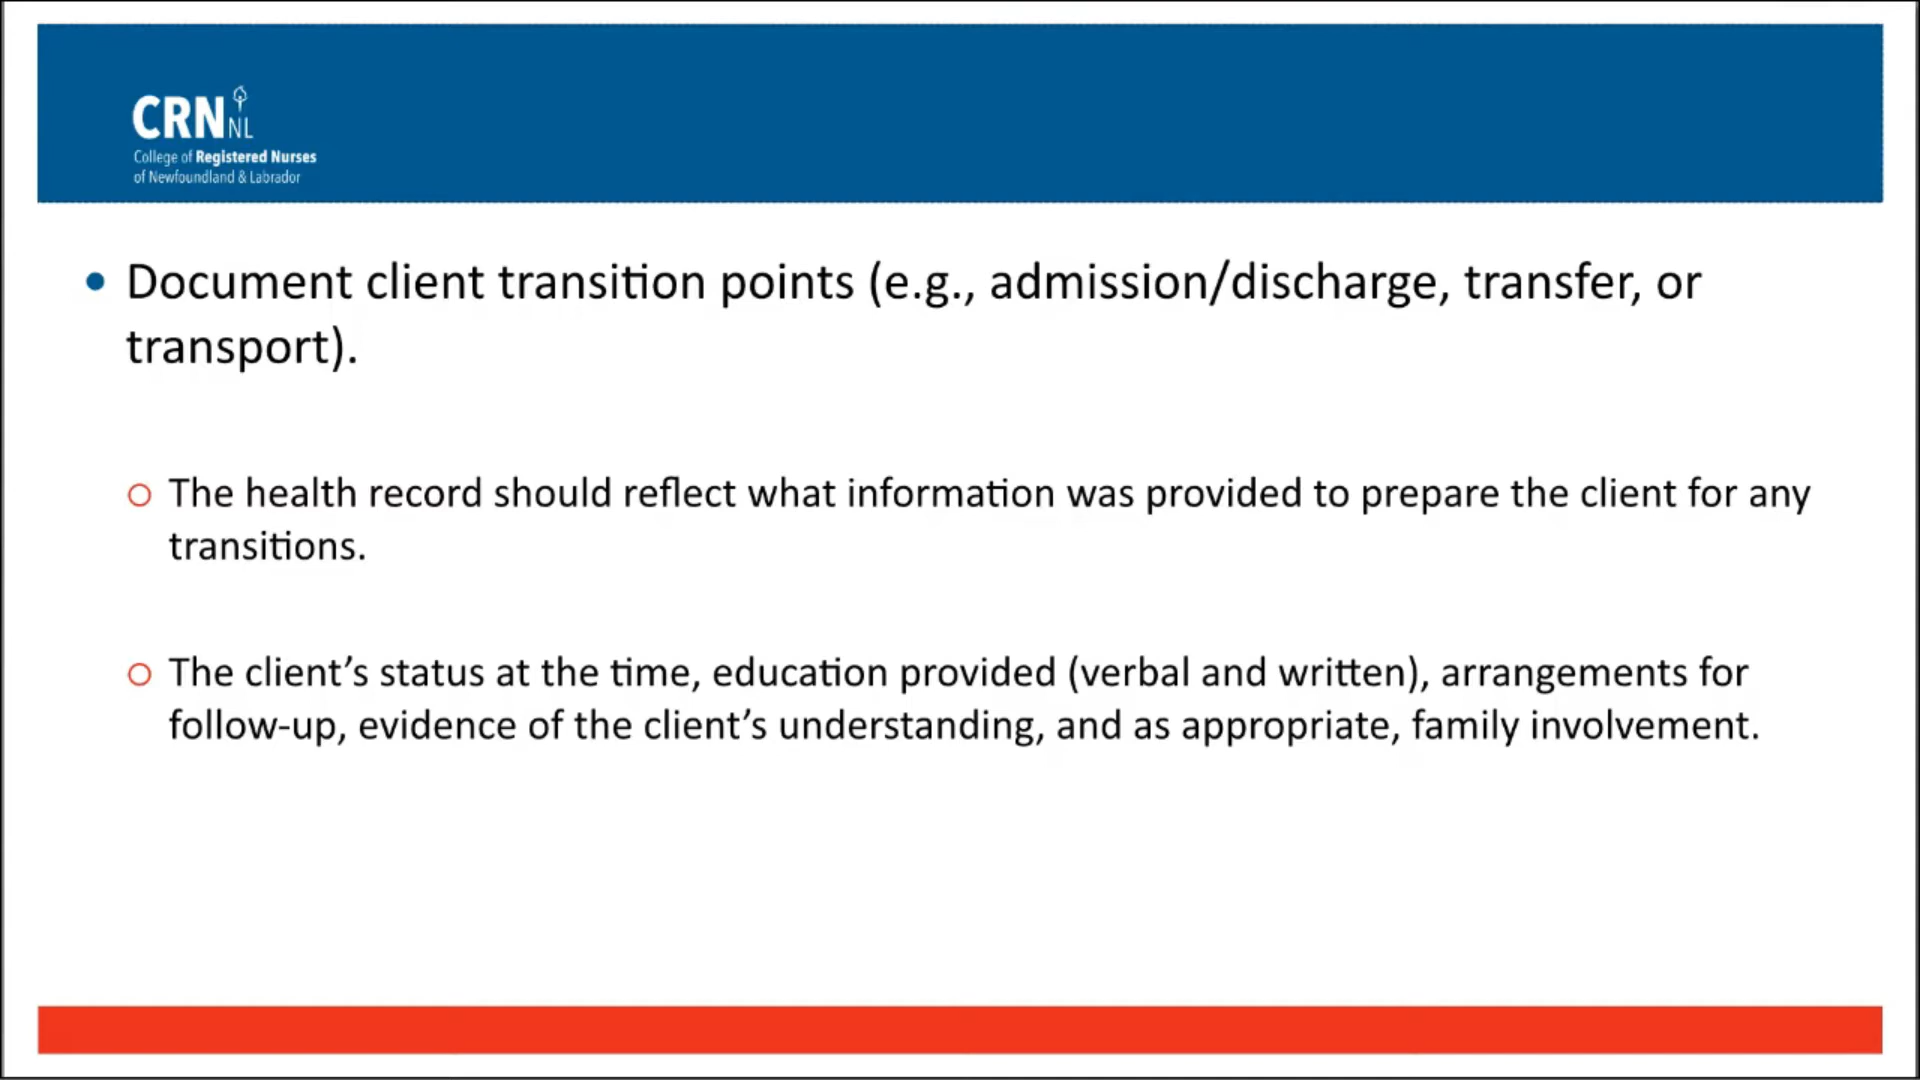 CRN NL
College of Registered Nurses
of Newfoundland & Labrador
• Document client transition points (e.g., admission/discharge, transfer, or
transport).
○ The health record should reflect what information was provided to prepare the client for any
transitions.
○ The client’s status at the time, education provided (verbal and written), arrangements for
follow-up, evidence of the client’s understanding, and as appropriate, family involvement.